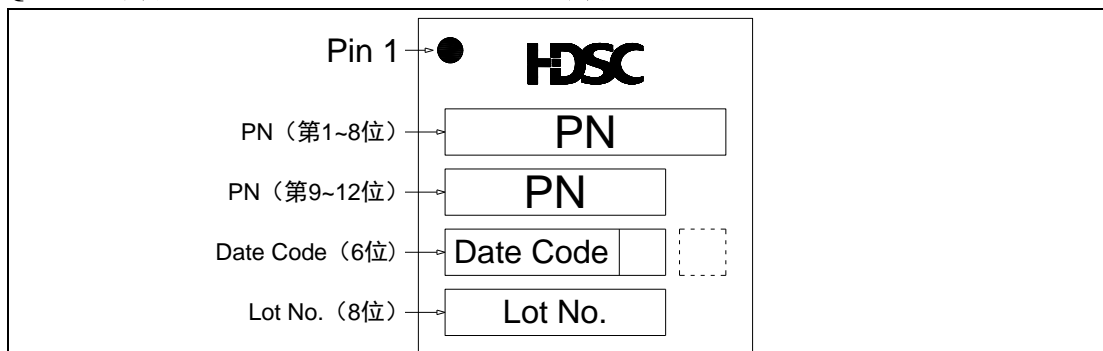 Pin 1
HDSC
PN（第1~8位）
PN
PN（第9~12位）
PN
Date Code（6位）
Date Code
Lot No.（8位）
Lot No.